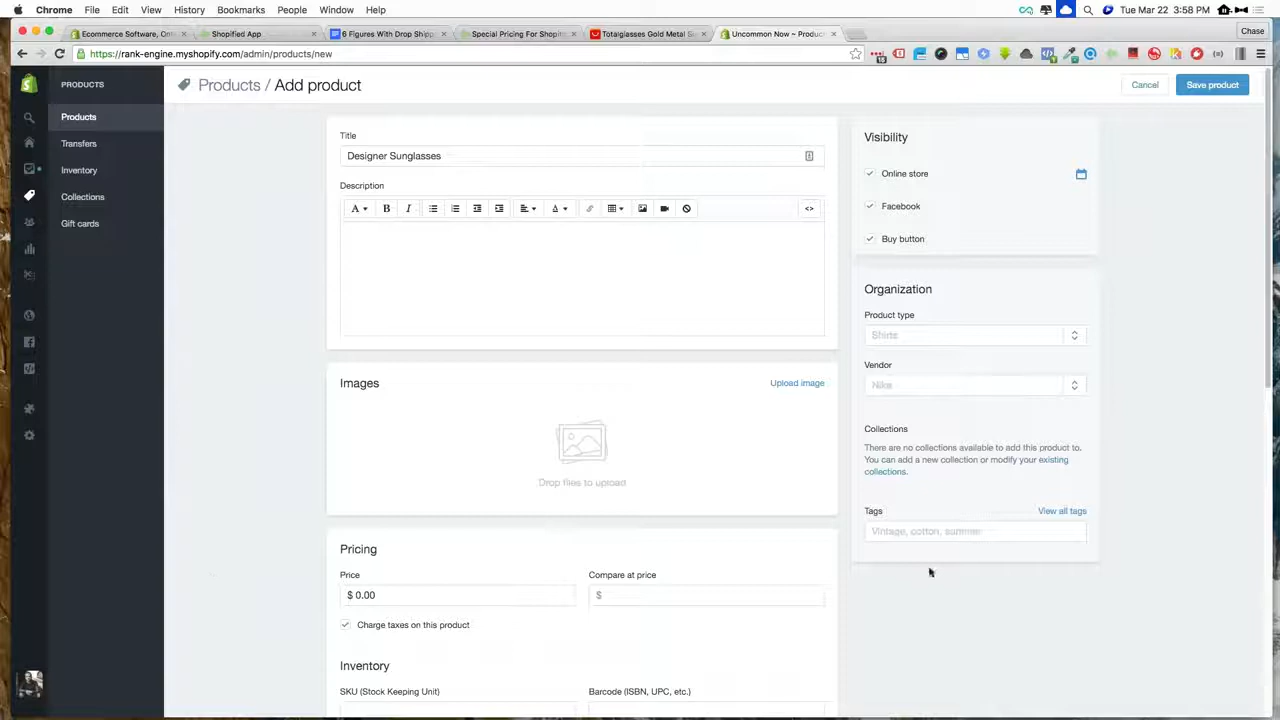 Chrome File Edit View History Bookmarks People Window Help
Tue Mar 22 3:58 PM
Ecommerce Software, Onli
Shopified App
6 Figures With Drop Shipp
Special Pricing For Shopif
Totalglasses Gold Metal Su
Uncommon Now ~ Produc
Chase
https://rank-engine.myshopify.com/admin/products/new
PRODUCTS
Products
Transfers
Inventory
Collections
Gift cards
Products / Add product
Cancel
Save product
Title
Designer Sunglasses
Description
A B I
A
<>
Images
Upload image
Drop files to upload
Pricing
Price
Compare at price
$ 0.00
$
Charge taxes on this product
Inventory
SKU (Stock Keeping Unit)
Barcode (ISBN, UPC, etc.)
Visibility
Online store
Facebook
Buy button
Organization
Product type
Shirts
Vendor
Nike
Collections
There are no collections available to add this product to.
You can add a new collection or modify your existing
collections.
Tags
View all tags
Vintage, cotton, summer